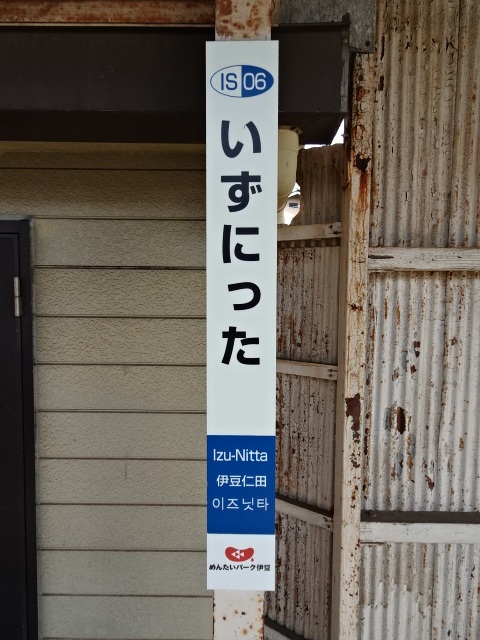 IS 06
いずにった
Izu-Nitta
伊豆仁田
이즈닛타
めんたいパーク伊豆